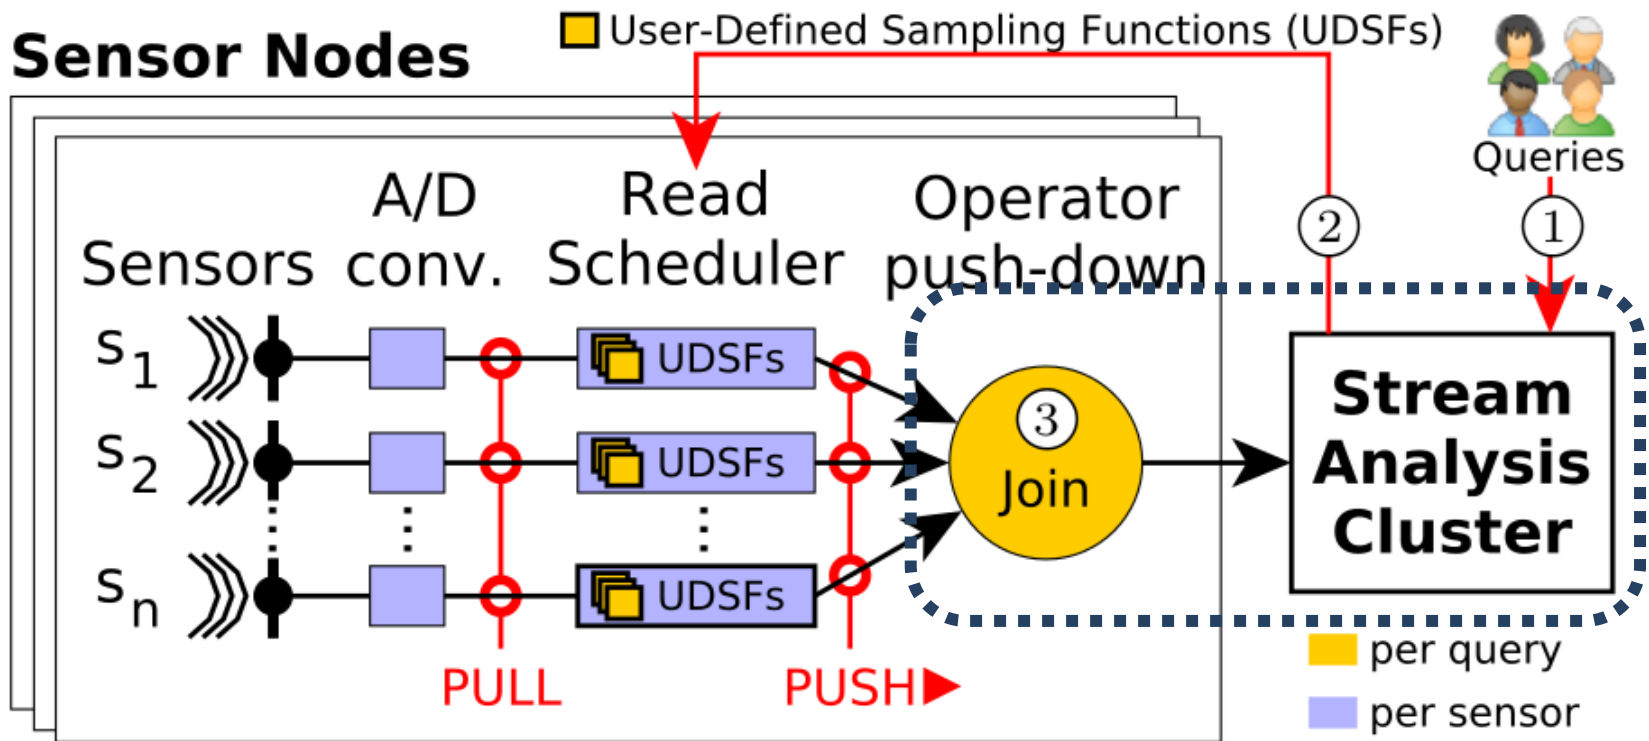 User-Defined Sampling Functions (UDSFs)
Sensor Nodes
Queries
A/D conv.
Read Scheduler
Operator push-down
Sensors
2
1
s1
UDSFs
3
Join
s2
UDSFs
Stream
Analysis
Cluster
sn
UDSFs
PULL
PUSH
per query
per sensor